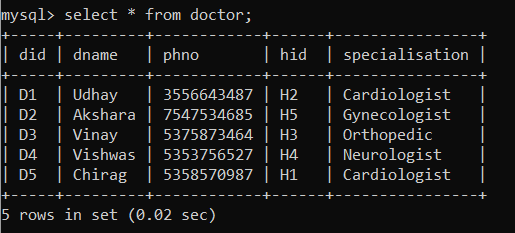 mysql> select * from doctor;
+-----+---------+------------+------+----------------+
| did | dname   | phno       | hid  | specialisation |
+-----+---------+------------+------+----------------+
| D1  | Udhay   | 3556643487 | H2   | Cardiologist   |
| D2  | Akshara | 7547534685 | H5   | Gynecologist   |
| D3  | Vinay   | 5375873464 | H3   | Orthopedic     |
| D4  | Vishwas | 5353756527 | H4   | Neurologist    |
| D5  | Chirag  | 5358570987 | H1   | Cardiologist   |
+-----+---------+------------+------+----------------+
5 rows in set (0.02 sec)